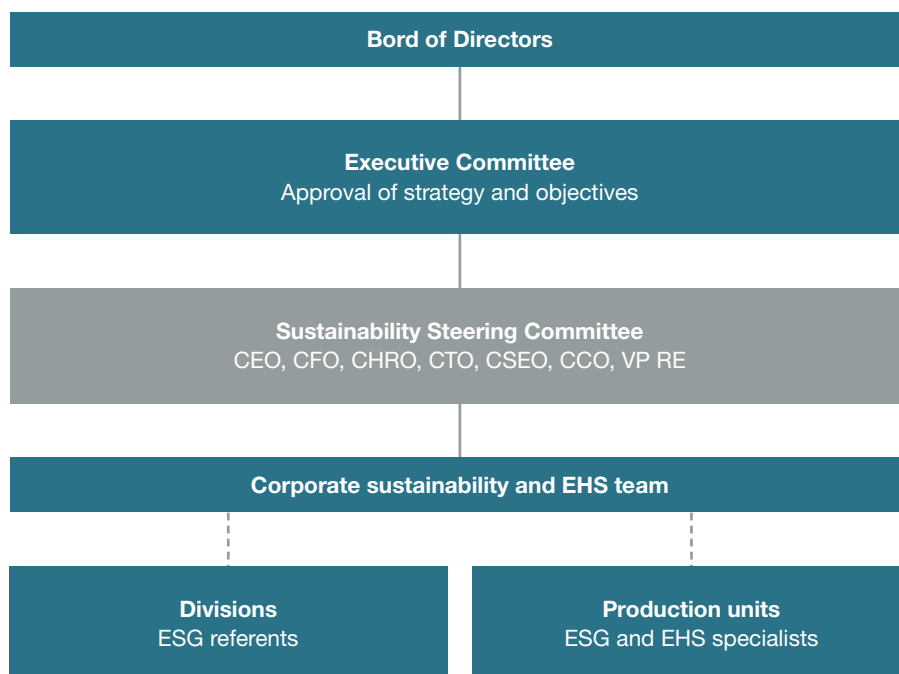 Bord of Directors
Executive Committee
Approval of strategy and objectives
Sustainability Steering Committee
CEO, CFO, CHRO, CTO, CSEO, CCO, VP RE
Corporate sustainability and EHS team
Divisions
ESG referents
Production units
ESG and EHS specialists